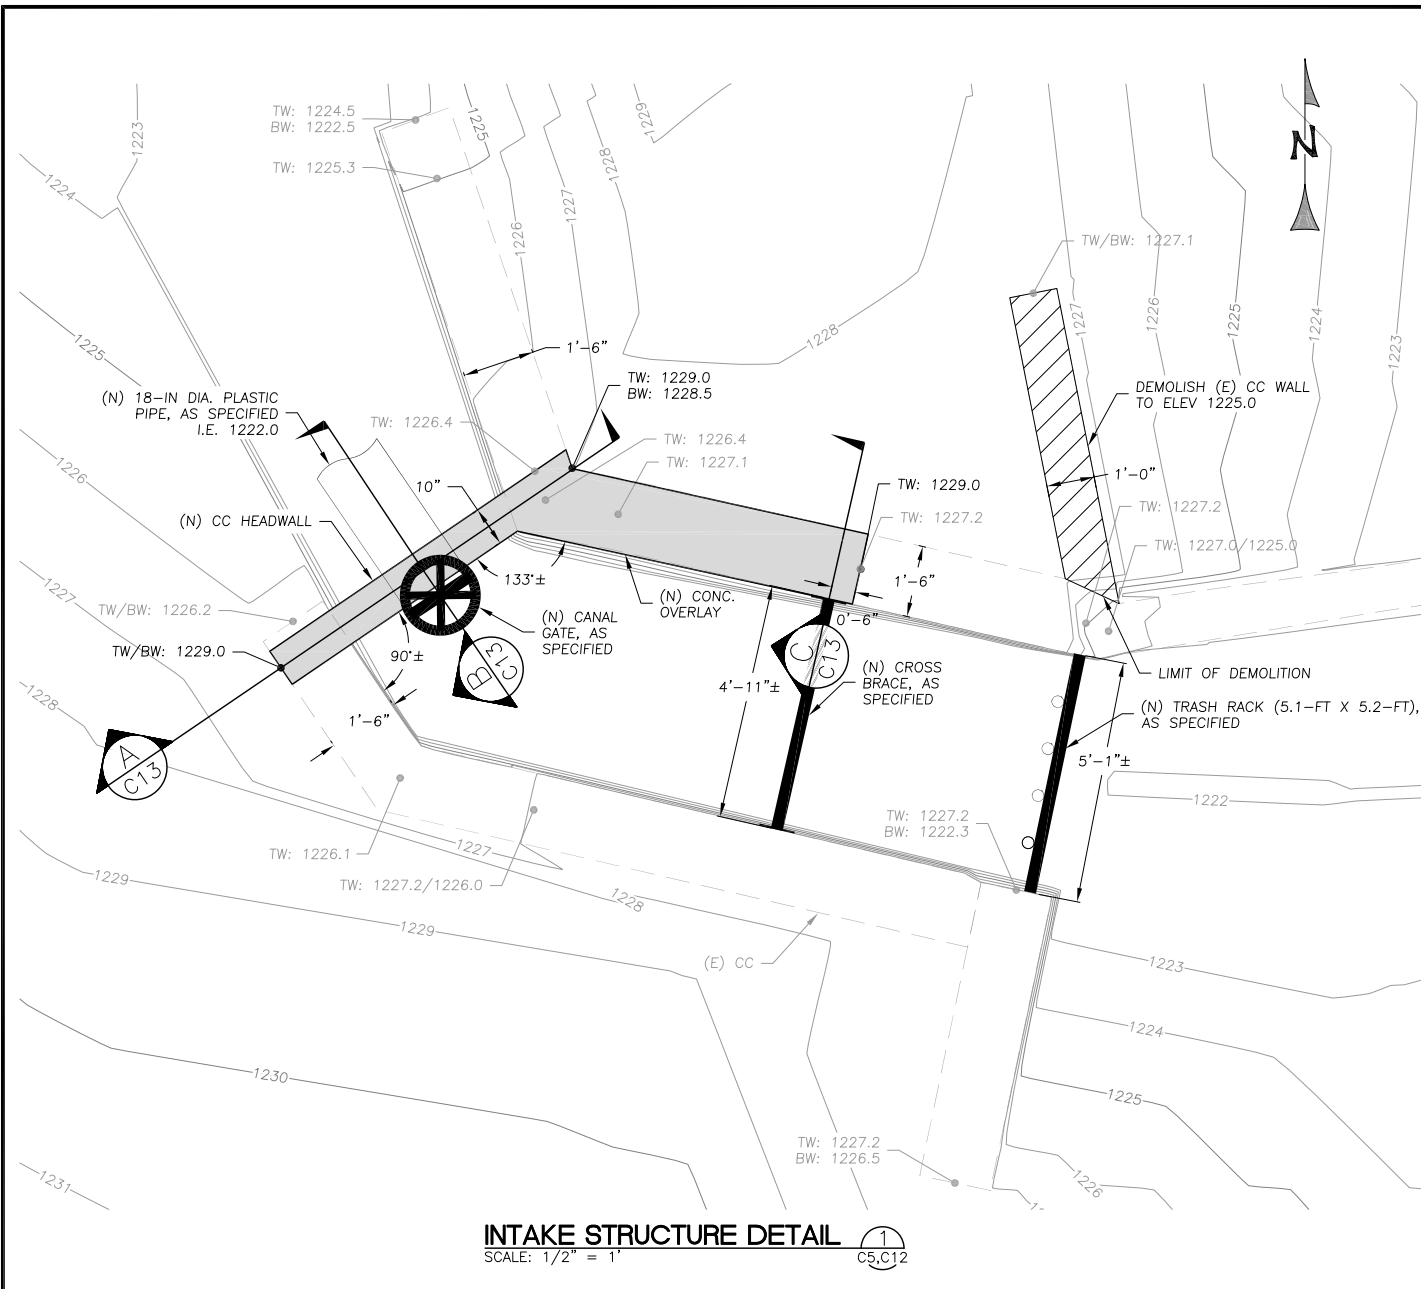 TW: 1224.5
BW: 1222.5
TW: 1225.3
1223
1224
1225
1226
1227
1228
1229
1228
N
TW/BW: 1227.1
1227
1226
1225
1224
1223
1225
1'-6"
TW: 1229.0
BW: 1228.5
(N) 18-IN DIA. PLASTIC
PIPE, AS SPECIFIED
I.E. 1222.0
TW: 1226.4
TW: 1226.4
TW: 1227.1
DEMOLISH (E) CC WALL
TO ELEV 1225.0
1'-0"
1226
10"
(N) CC HEADWALL
TW: 1229.0
TW: 1227.2
TW: 1227.2
TW: 1227.0/1225.0
1227
133°±
1'-6"
TW/BW: 1226.2
(N) CONC.
OVERLAY
0'-6"
(N) CANAL
GATE, AS
SPECIFIED
TW/BW: 1229.0
90°±
B
C13
C
C13
(N) CROSS
BRACE, AS
SPECIFIED
LIMIT OF DEMOLITION
4'-11"±
1'-6"
(N) TRASH RACK (5.1-FT X 5.2-FT),
AS SPECIFIED
1228
A
C13
5'-1"±
1222
TW: 1227.2
BW: 1222.3
TW: 1226.1
1227
TW: 1227.2/1226.0
1229
1228
1229
(E) CC
1223
1224
1230
1225
TW: 1227.2
BW: 1226.5
1226
1231
INTAKE STRUCTURE DETAIL
1
SCALE: 1/2" = 1'
C5,C12